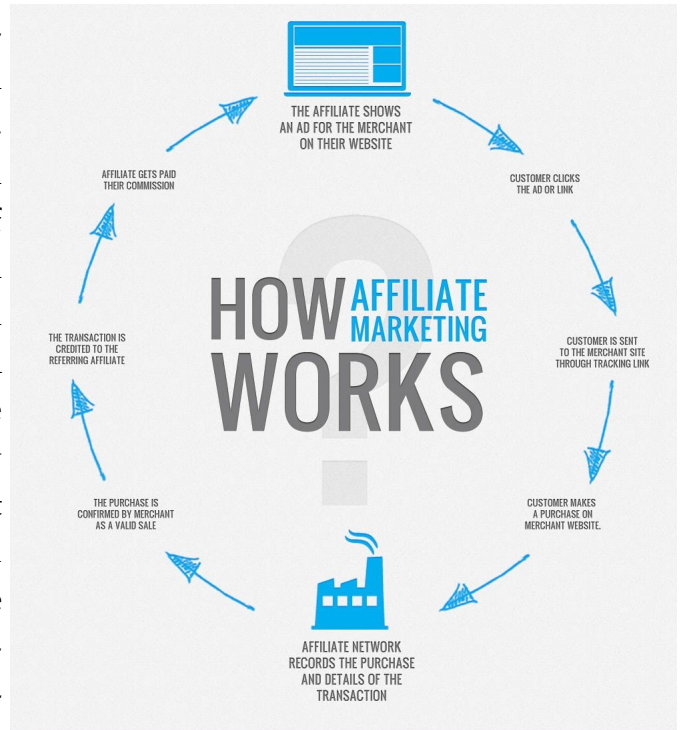 THE AFFILIATE SHOWS
AN AD FOR THE MERCHANT
ON THEIR WEBSITE
CUSTOMER CLICKS
THE AD OR LINK
CUSTOMER IS SENT
TO THE MERCHANT SITE
THROUGH TRACKING LINK
CUSTOMER MAKES
A PURCHASE ON
MERCHANT WEBSITE.
AFFILIATE NETWORK
RECORDS THE PURCHASE
AND DETAILS OF THE
TRANSACTION
THE PURCHASE IS
CONFIRMED BY MERCHANT
AS A VALID SALE
THE TRANSACTION IS
CREDITED TO THE
REFERRING AFFILIATE
AFFILIATE GETS PAID
THEIR COMMISSION
?
HOW AFFILIATE
MARKETING
WORKS